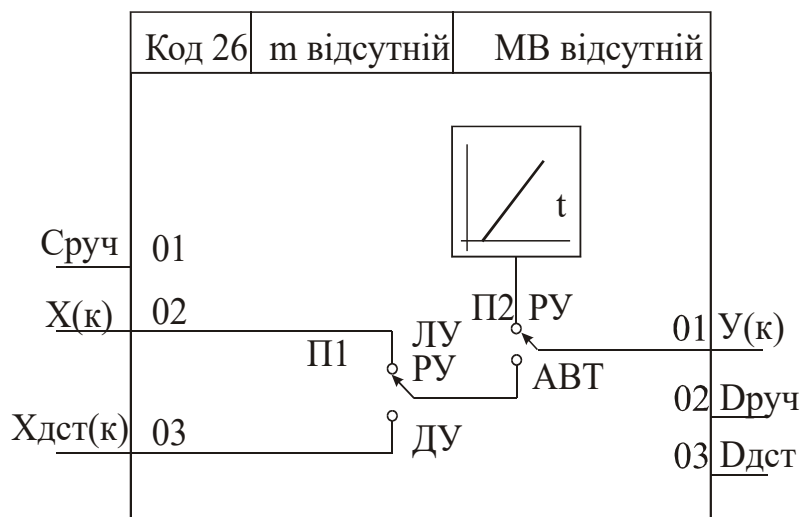 Код 26 m відсутній МВ відсутній
t
Сруч 01
Х(к) 02
П2 РУ
ЛУ
01 У(к)
П1 РУ
АВТ
02 Dруч
Хдст(к) 03
ДУ
03 Dдст